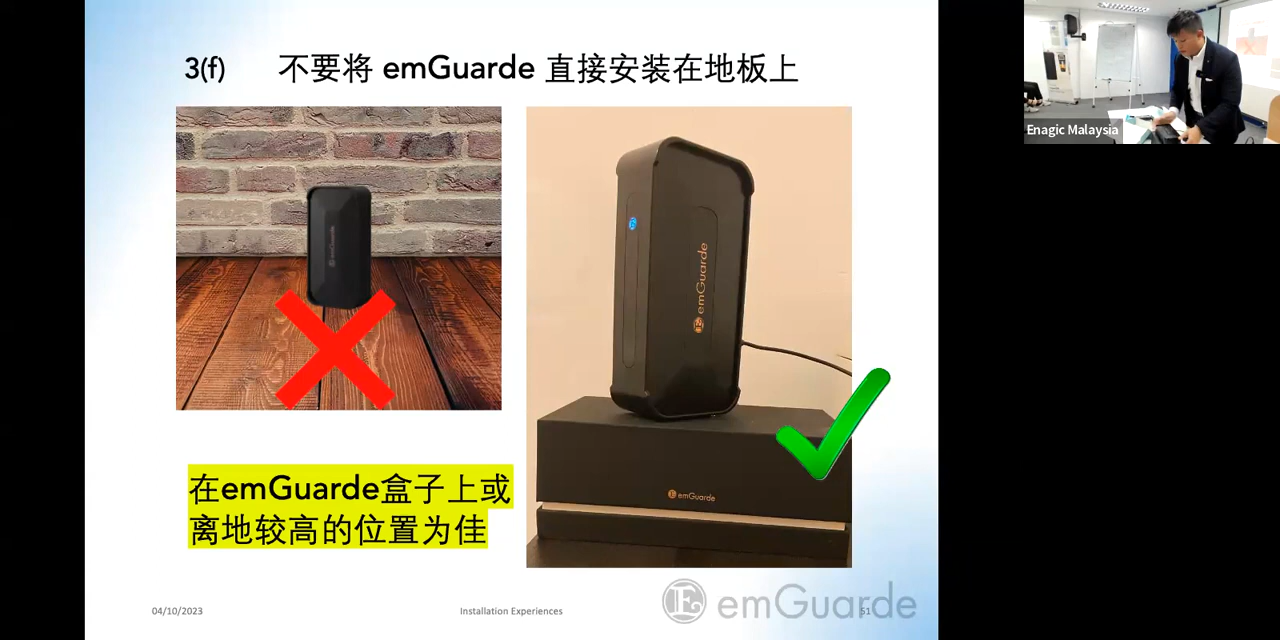 3(f) 不要将 emGuarde 直接安装在地板上
Enagic Malaysia
emGuarde
emGuarde
emGuarde
在emGuarde盒子上或
离地较高的位置为佳
04/10/2023
Installation Experiences
E emGuarde
51